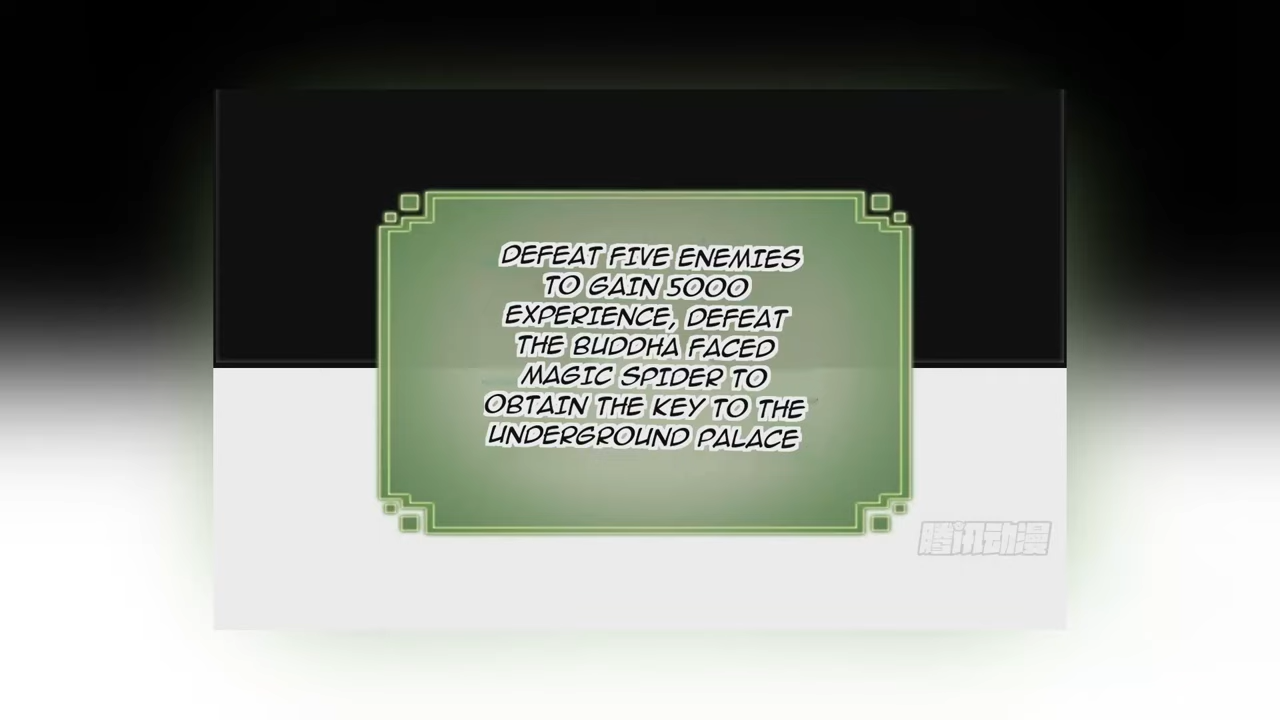 DEFEAT FIVE ENEMIES
TO GAIN 5000
EXPERIENCE, DEFEAT
THE BUDDHA FACED
MAGIC SPIDER TO
OBTAIN THE KEY TO THE
UNDERGROUND PALACE
腾讯动漫